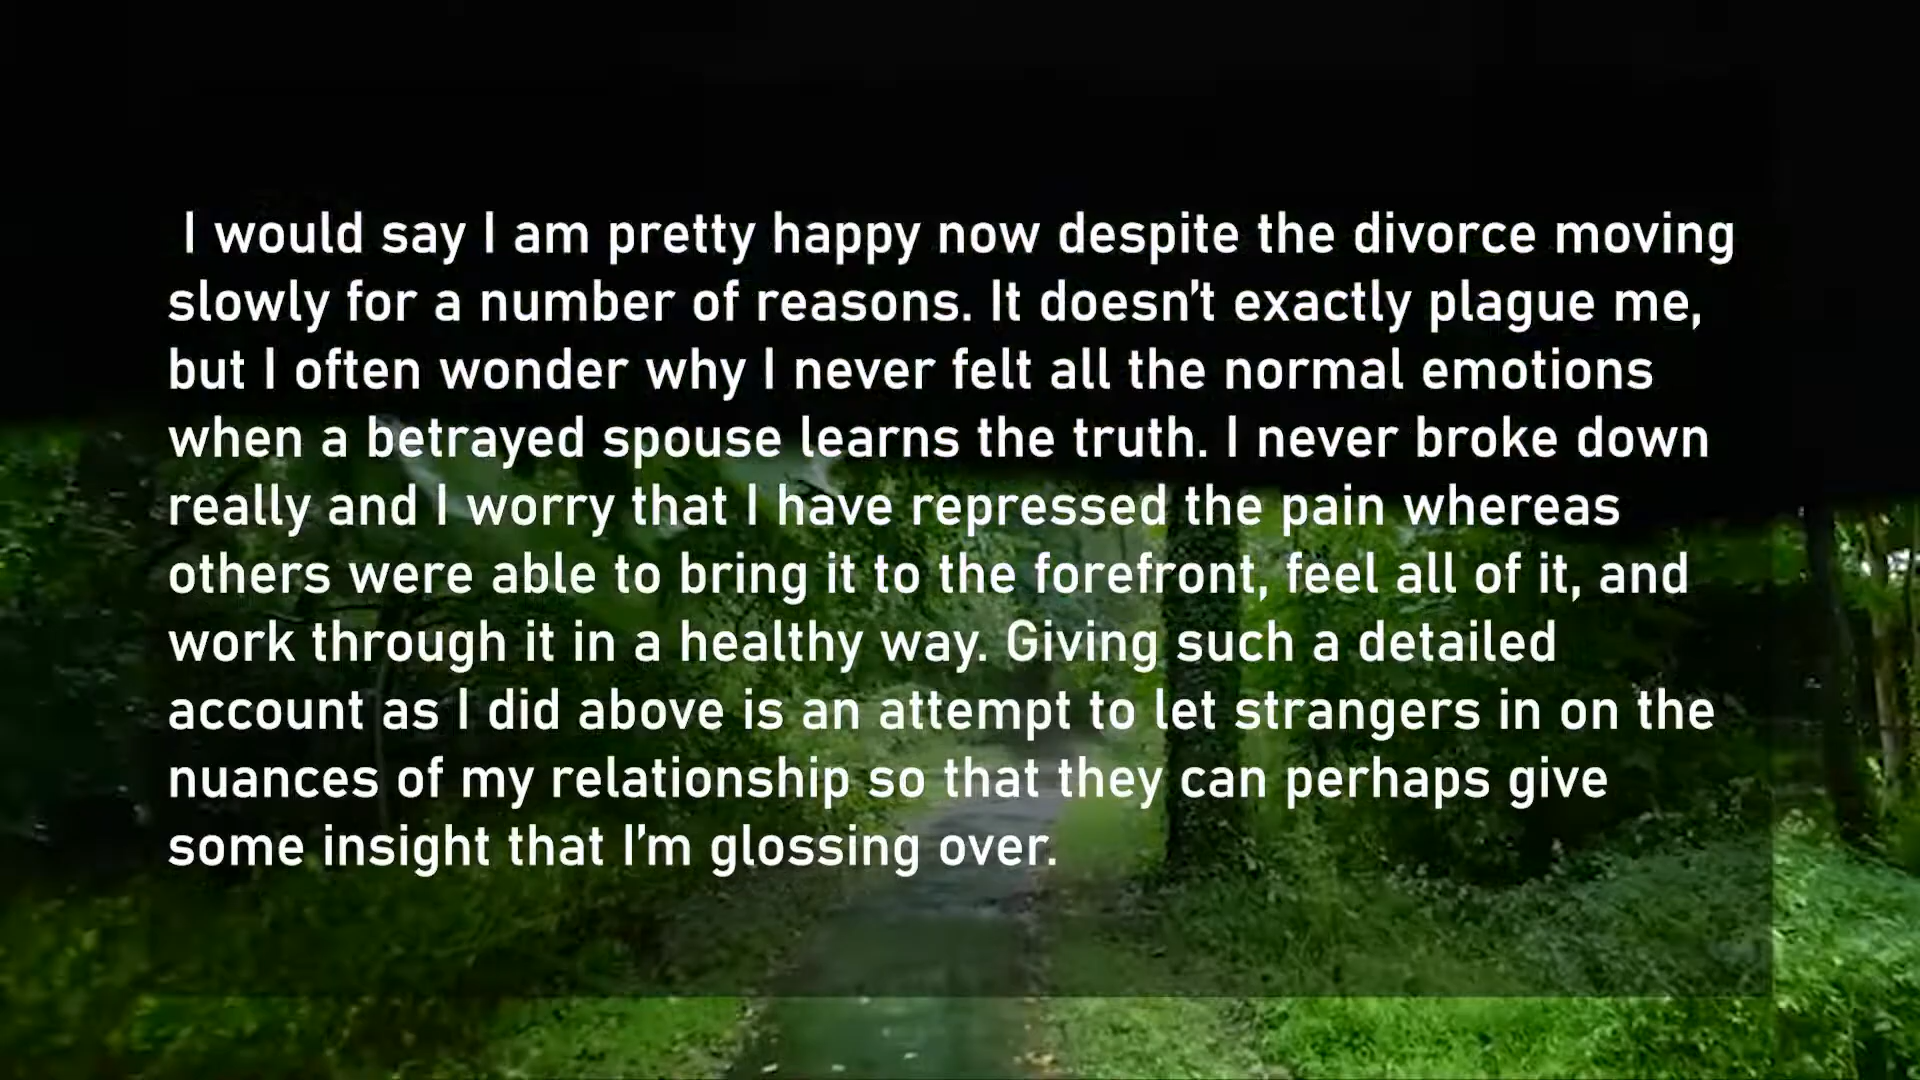 I would say I am pretty happy now despite the divorce moving
slowly for a number of reasons. It doesn't exactly plague me,
but I often wonder why I never felt all the normal emotions
when a betrayed spouse learns the truth. I never broke down
really and I worry that I have repressed the pain whereas
others were able to bring it to the forefront, feel all of it, and
work through it in a healthy way. Giving such a detailed
account as I did above is an attempt to let strangers in on the
nuances of my relationship so that they can perhaps give
some insight that I'm glossing over.